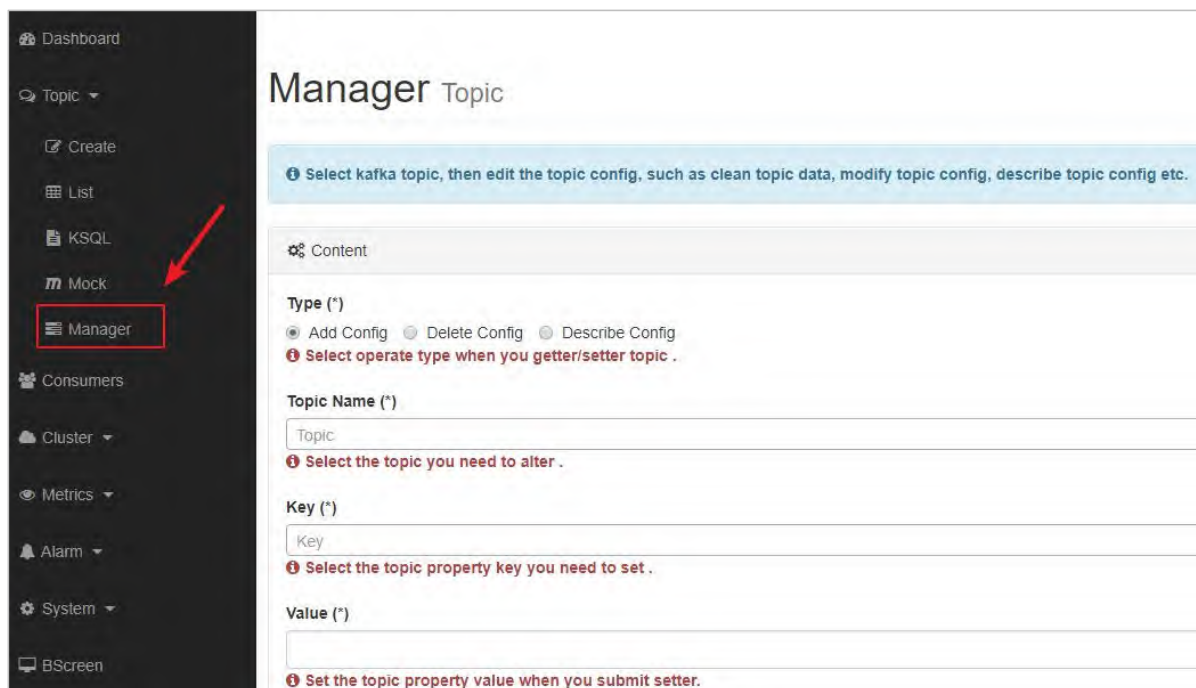 Dashboard
Topic
Create
List
KSQL
Mock
Manager
Consumers
Cluster
Metrics
Alarm
System
BScreen
Manager Topic
Select kafka topic, then edit the topic config, such as clean topic data, modify topic config, describe topic config etc.
Content
Type (*)
Add Config Delete Config Describe Config
Select operate type when you getter/setter topic .
Topic Name (*)
Topic
Select the topic you need to alter .
Key (*)
Key
Select the topic property key you need to set .
Value (*)
Set the topic property value when you submit setter.